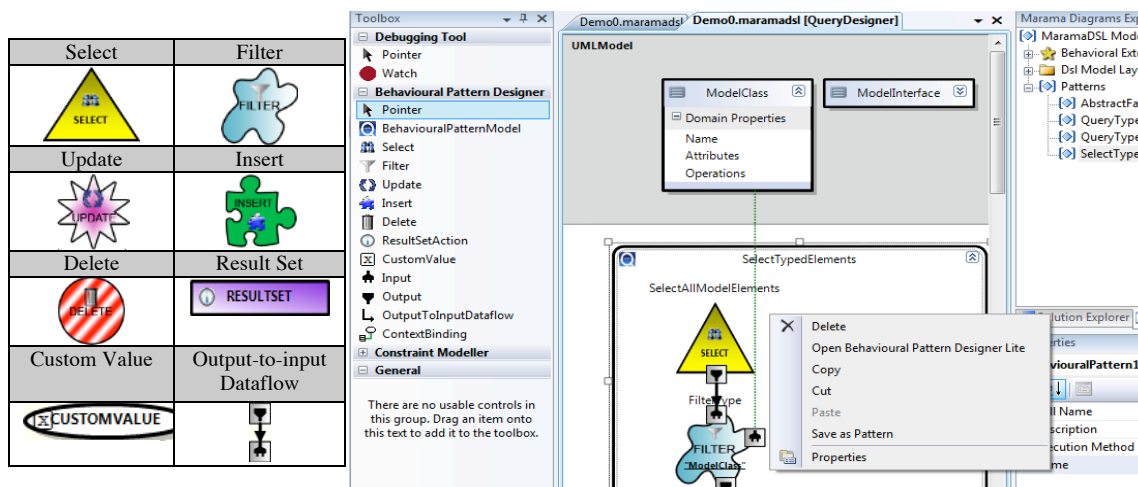 Select Filter
SELECT
FILTER
Update Insert
UPDATE
INSERT
Delete Result Set
DELETE
RESULTSET
Custom Value Output-to-input
Dataflow
CUSTOMVALUE
Toolbox
Debugging Tool
Pointer
Watch
Behavioural Pattern Designer
Pointer
BehaviouralPatternModel
Select
Filter
Update
Insert
Delete
ResultSetAction
CustomValue
Input
Output
OutputToInputDataflow
ContextBinding
Constraint Modeller
General
There are no usable controls in
this group. Drag an item onto
this text to add it to the toolbox.
Demo0.maramadsl Demo0.maramadsl [QueryDesigner]
UMLModel
ModelClass
Domain Properties
Name
Attributes
Operations
ModelInterface
SelectTypedElements
SelectAllModelElements
SELECT
FILTER
"ModelClass"
Delete
Open Behavioural Pattern Designer Lite
Copy
Cut
Paste
Save as Pattern
Properties
Marama Diagrams Exp
MaramaDSL Mode
Behavioral Exte
Dsl Model Lay
Patterns
AbstractFa
QueryType
QueryType
SelectType
olution Explorer
erties
viouralPattern1
ll Name
scription
ecution Method
me